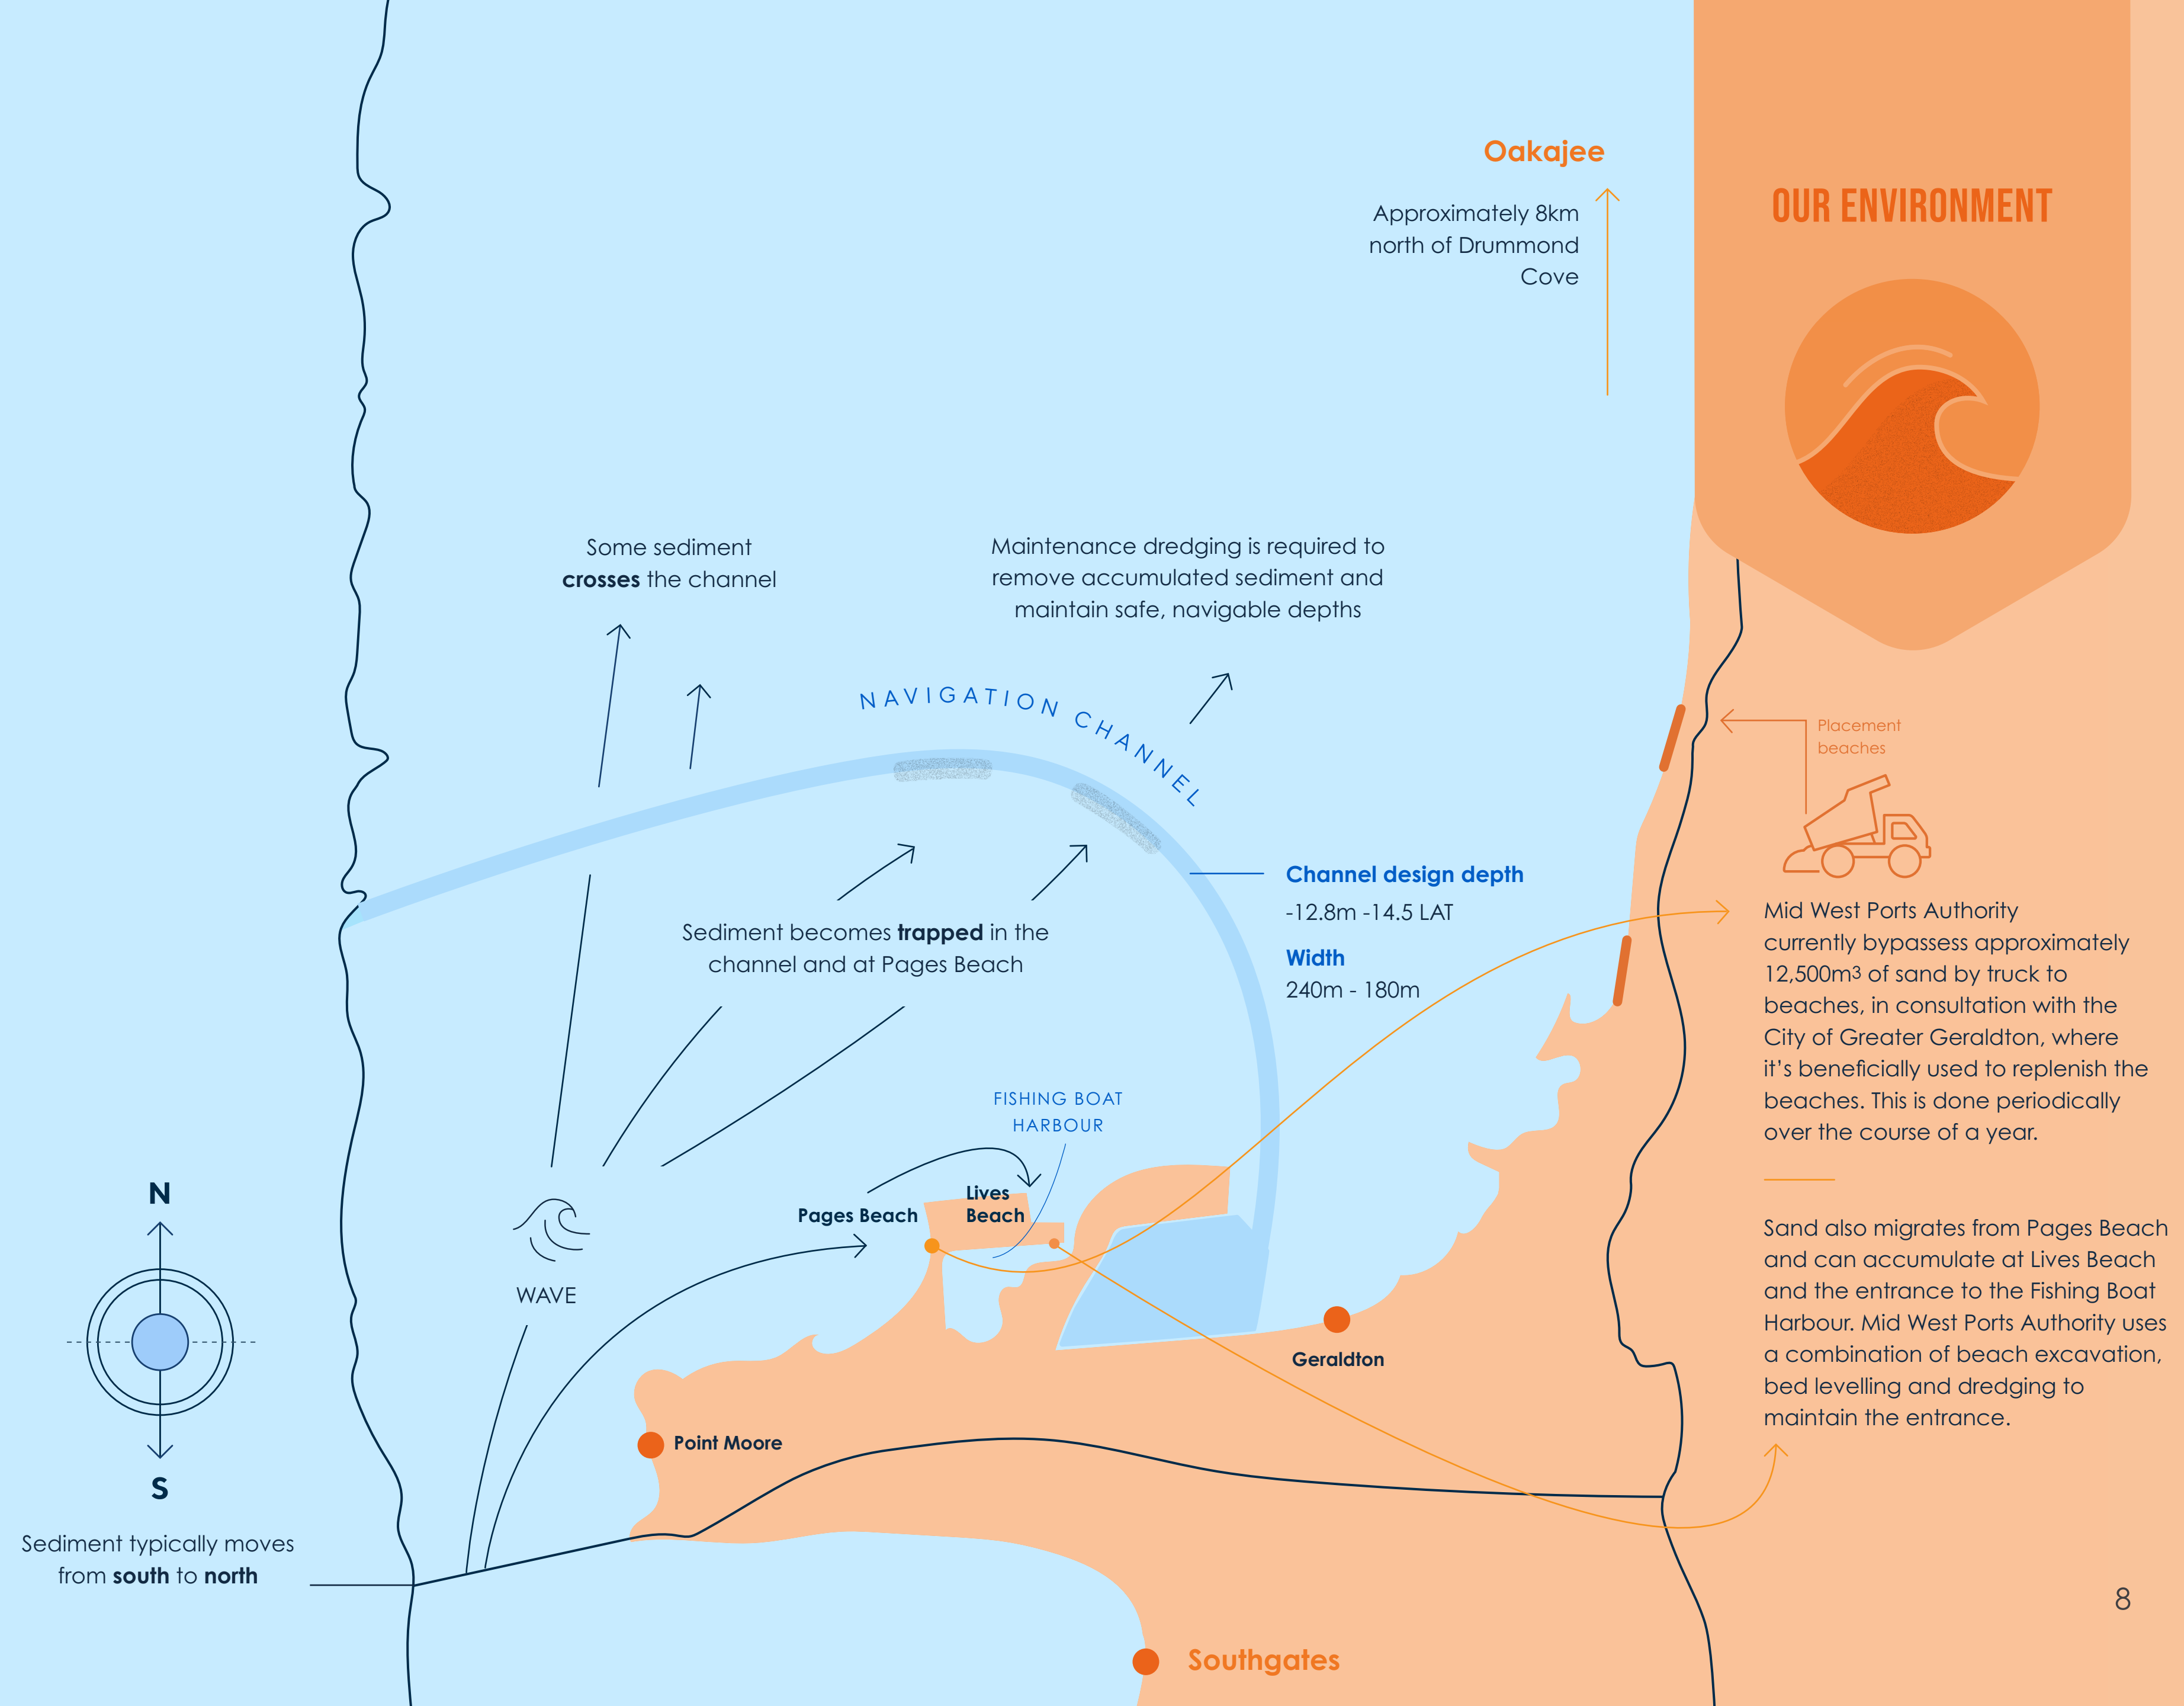 Oakajee
Approximately 8km
north of Drummond
Cove
OUR ENVIRONMENT
Some sediment
crosses the channel
Maintenance dredging is required to
remove accumulated sediment and
maintain safe, navigable depths
NAVIGATION CHANNEL
Placement
beaches
Channel design depth
-12.8m -14.5 LAT
Width
240m - 180m
Sediment becomes trapped in the
channel and at Pages Beach
Mid West Ports Authority
currently bypassess approximately
12,500m3 of sand by truck to
beaches, in consultation with the
City of Greater Geraldton, where
it’s beneficially used to replenish the
beaches. This is done periodically
over the course of a year.
FISHING BOAT
HARBOUR
Lives
Beach
Pages Beach
N
S
WAVE
Sand also migrates from Pages Beach
and can accumulate at Lives Beach
and the entrance to the Fishing Boat
Harbour. Mid West Ports Authority uses
a combination of beach excavation,
bed levelling and dredging to
maintain the entrance.
Geraldton
Point Moore
Sediment typically moves
from south to north
Southgates
8